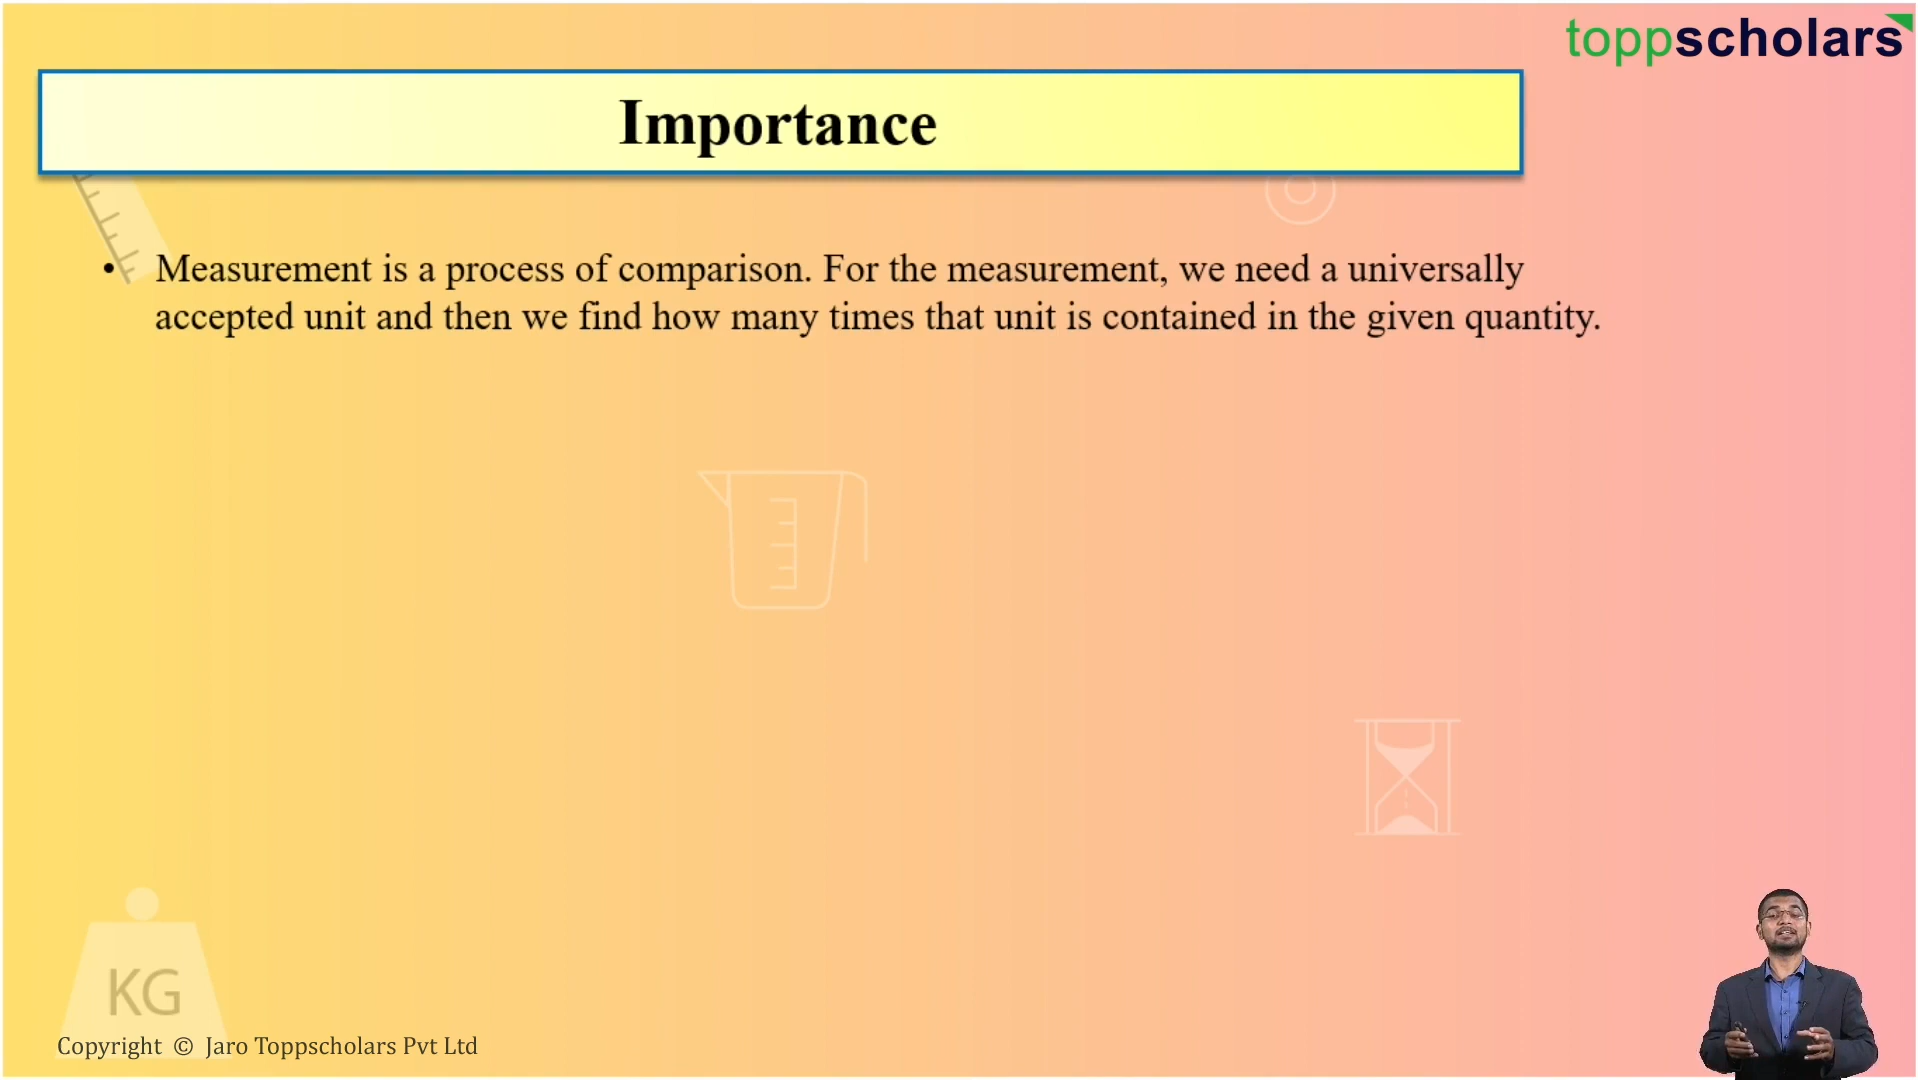 toppscholars
Importance
• Measurement is a process of comparison. For the measurement, we need a universally
accepted unit and then we find how many times that unit is contained in the given quantity.
KG
Copyright © Jaro Toppscholars Pvt Ltd